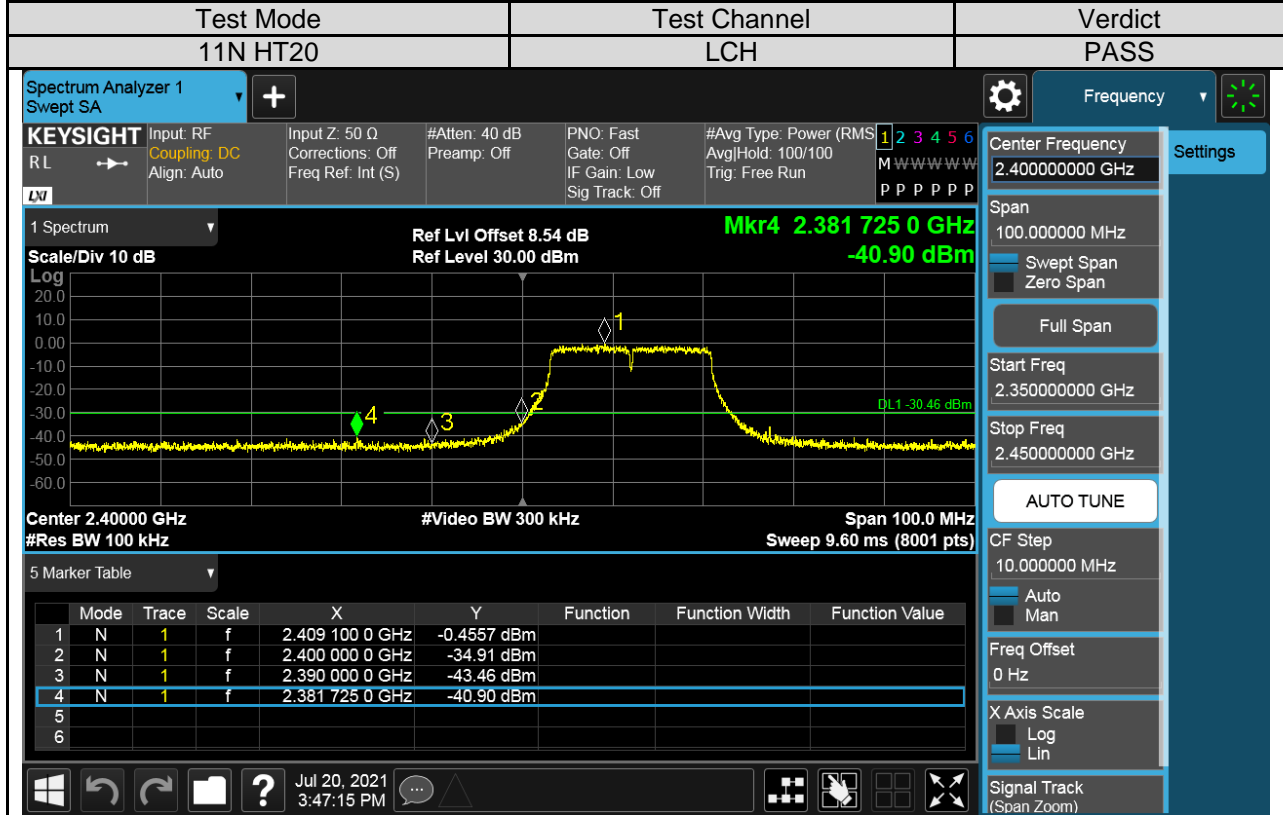 Test Mode Test Channel Verdict
11N HT20 LCH PASS
Spectrum Analyzer 1
Swept SA
+
Frequency
KEYSIGHT
R L
LXI
Input: RF
Coupling: DC
Align: Auto
Input Z: 50 Ω
Corrections: Off
Freq Ref: Int (S)
#Atten: 40 dB
Preamp: Off
PNO: Fast
Gate: Off
IF Gain: Low
Sig Track: Off
#Avg Type: Power (RMS
Avg|Hold: 100/100
Trig: Free Run
1 2 3 4 5 6
M W W W W W
P P P P P P
1 Spectrum
Scale/Div 10 dB
Ref Lvl Offset 8.54 dB
Ref Level 30.00 dBm
Mkr4 2.381 725 0 GHz
-40.90 dBm
Log
20.0
10.0
0.00
-10.0
-20.0
-30.0
-40.0
-50.0
-60.0
1
2
3
4
DL1 -30.46 dBm
Center 2.40000 GHz
#Res BW 100 kHz
#Video BW 300 kHz
Span 100.0 MHz
Sweep 9.60 ms (8001 pts)
5 Marker Table
Mode Trace Scale X Y Function Function Width Function Value
1 N 1 f 2.409 100 0 GHz -0.4557 dBm
2 N 1 f 2.400 000 0 GHz -34.91 dBm
3 N 1 f 2.390 000 0 GHz -43.46 dBm
4 N 1 f 2.381 725 0 GHz -40.90 dBm
5
6
?
Jul 20, 2021
3:47:15 PM
Center Frequency
2.400000000 GHz
Settings
Span
100.000000 MHz
Swept Span
Zero Span
Full Span
Start Freq
2.350000000 GHz
Stop Freq
2.450000000 GHz
AUTO TUNE
CF Step
10.000000 MHz
Auto
Man
Freq Offset
0 Hz
X Axis Scale
Log
Lin
Signal Track
(Span Zoom)